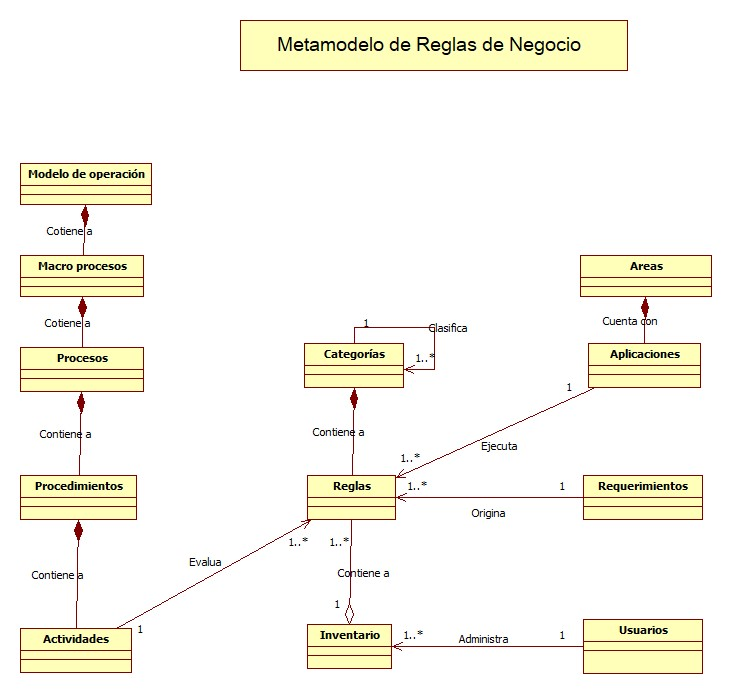 Metamodelo de Reglas de Negocio
Modelo de operación
Cotiene a
Macro procesos
Cotiene a
Procesos
Contiene a
Procedimientos
Contiene a
Actividades
1
Evalua
1..*
1
Clasifica
1..*
Categorías
Contiene a
Reglas
1..*
Contiene a
1
Inventario
Areas
Cuenta con
Aplicaciones
1
Ejecuta
1..*
1..*
Origina
1
Requerimientos
1..*
Administra
1
Usuarios